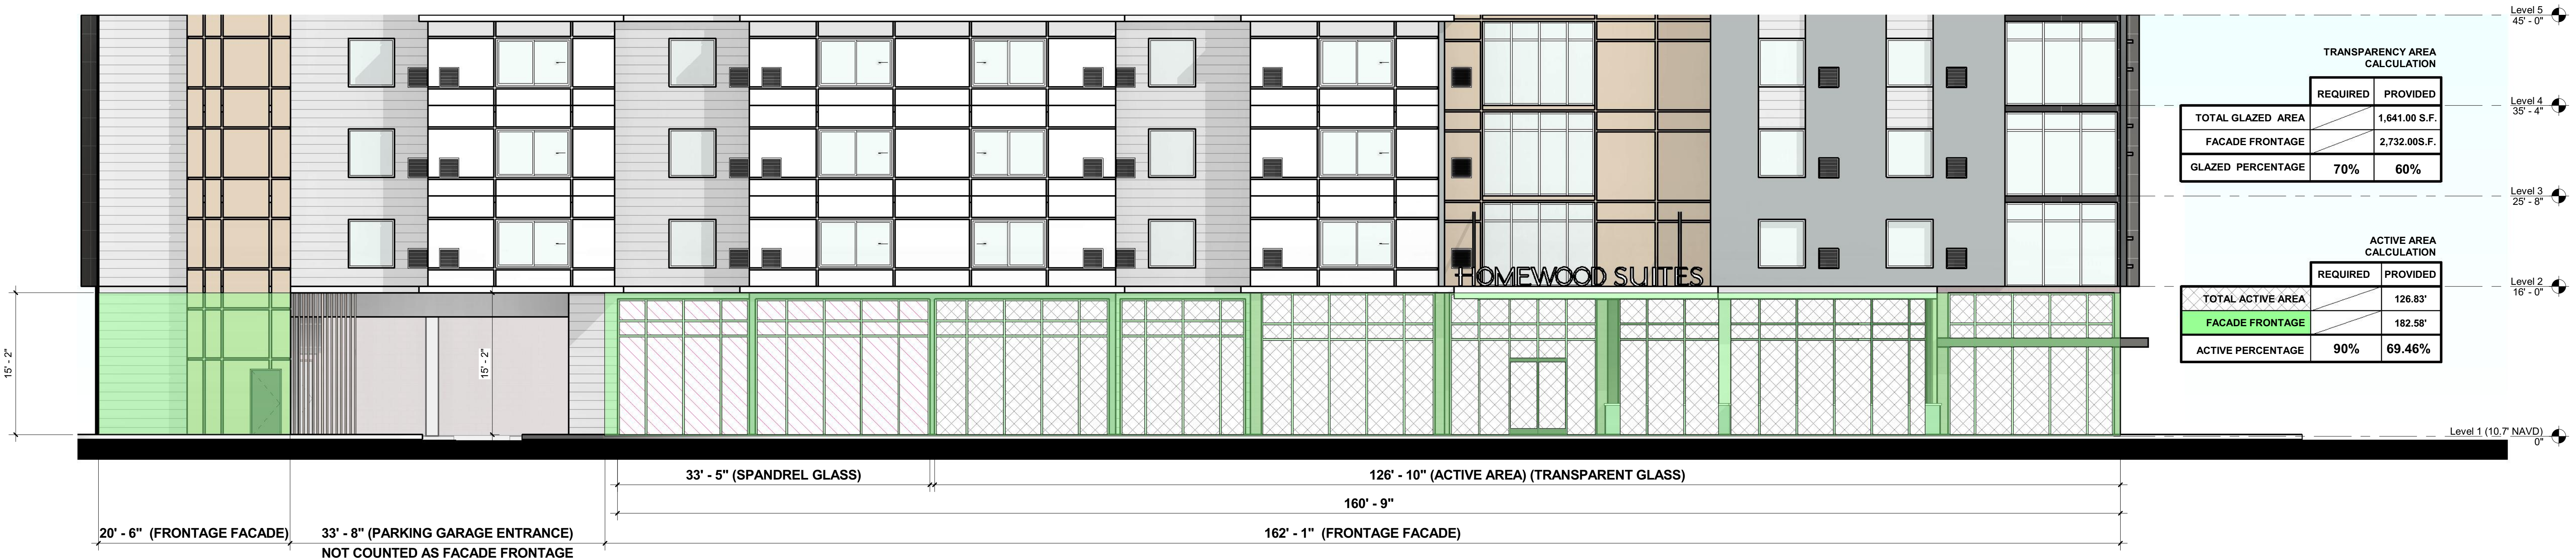 Level 5
45' - 0"
TRANSPARENCY AREA
CALCULATION
REQUIRED PROVIDED
TOTAL GLAZED AREA 1,641.00 S.F.
FACADE FRONTAGE 2,732.00S.F.
GLAZED PERCENTAGE 70% 60%
Level 4
35' - 4"
Level 3
25' - 8"
ACTIVE AREA
CALCULATION
REQUIRED PROVIDED
TOTAL ACTIVE AREA 126.83'
FACADE FRONTAGE 182.58'
ACTIVE PERCENTAGE 90% 69.46%
Level 2
16' - 0"
HOMEWOOD SUITES
15' - 2"
15' - 2"
Level 1 (10.7' NAVD)
0"
33' - 5" (SPANDREL GLASS)
126' - 10" (ACTIVE AREA) (TRANSPARENT GLASS)
160' - 9"
20' - 6" (FRONTAGE FACADE)
33' - 8" (PARKING GARAGE ENTRANCE)
NOT COUNTED AS FACADE FRONTAGE
162' - 1" (FRONTAGE FACADE)